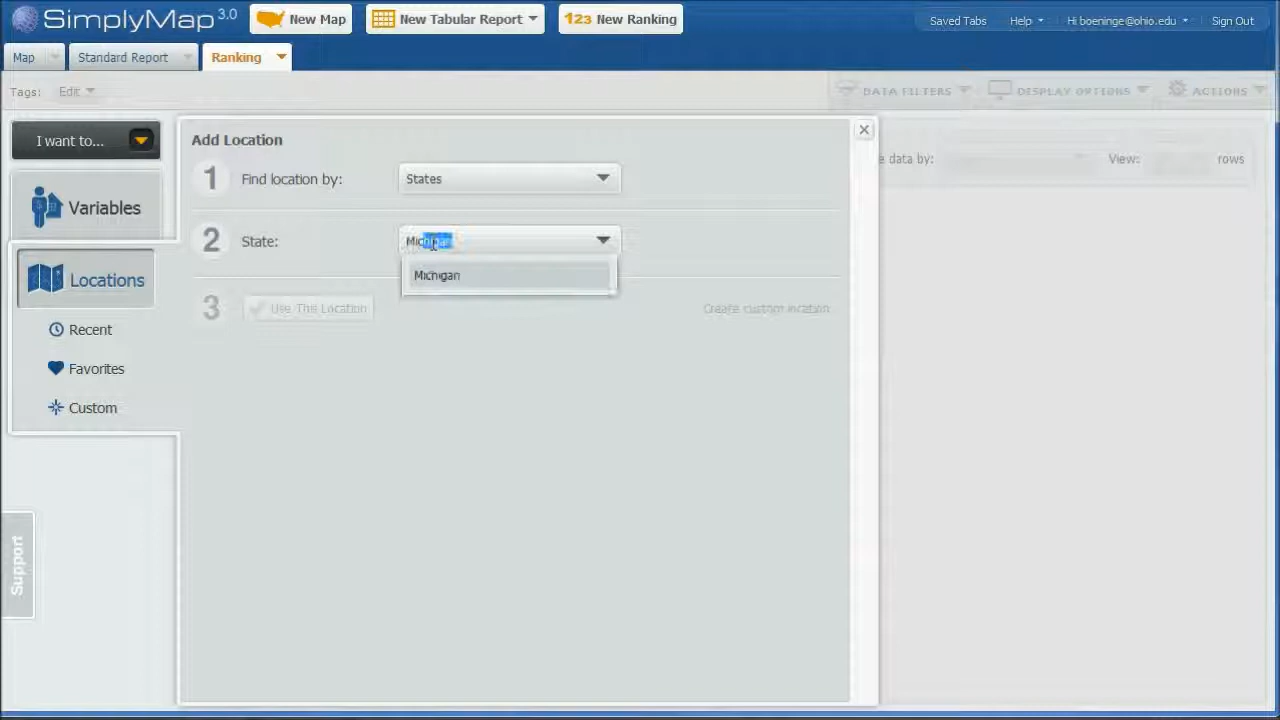 SimplyMap 3.0
New Map
New Tabular Report
123 New Ranking
Saved Tabs
Help
Hi boeninge@ohio.edu
Sign Out
Map
Standard Report
Ranking
Tags: Edit
DATA FILTERS
DISPLAY OPTIONS
ACTIONS
I want to...
Add Location
e data by:
View:
rows
1 Find location by: States
Variables
2 State: Michigan
Michigan
Locations
3 Use This Location
Create custom location
Recent
Favorites
Custom
Support